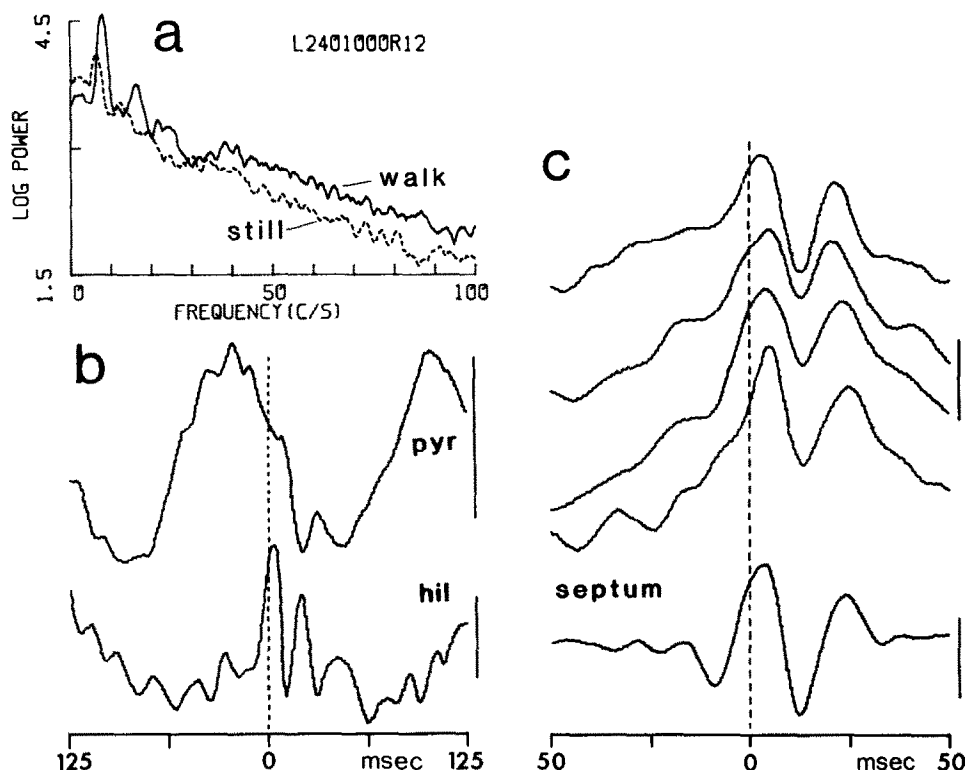 a
L2401000R12
4.5
LOG POWER
1.5
walk
still
0
50
100
FREQUENCY(C/S)
b
pyr
hil
125
0
msec
125
c
septum
50
0
msec
50